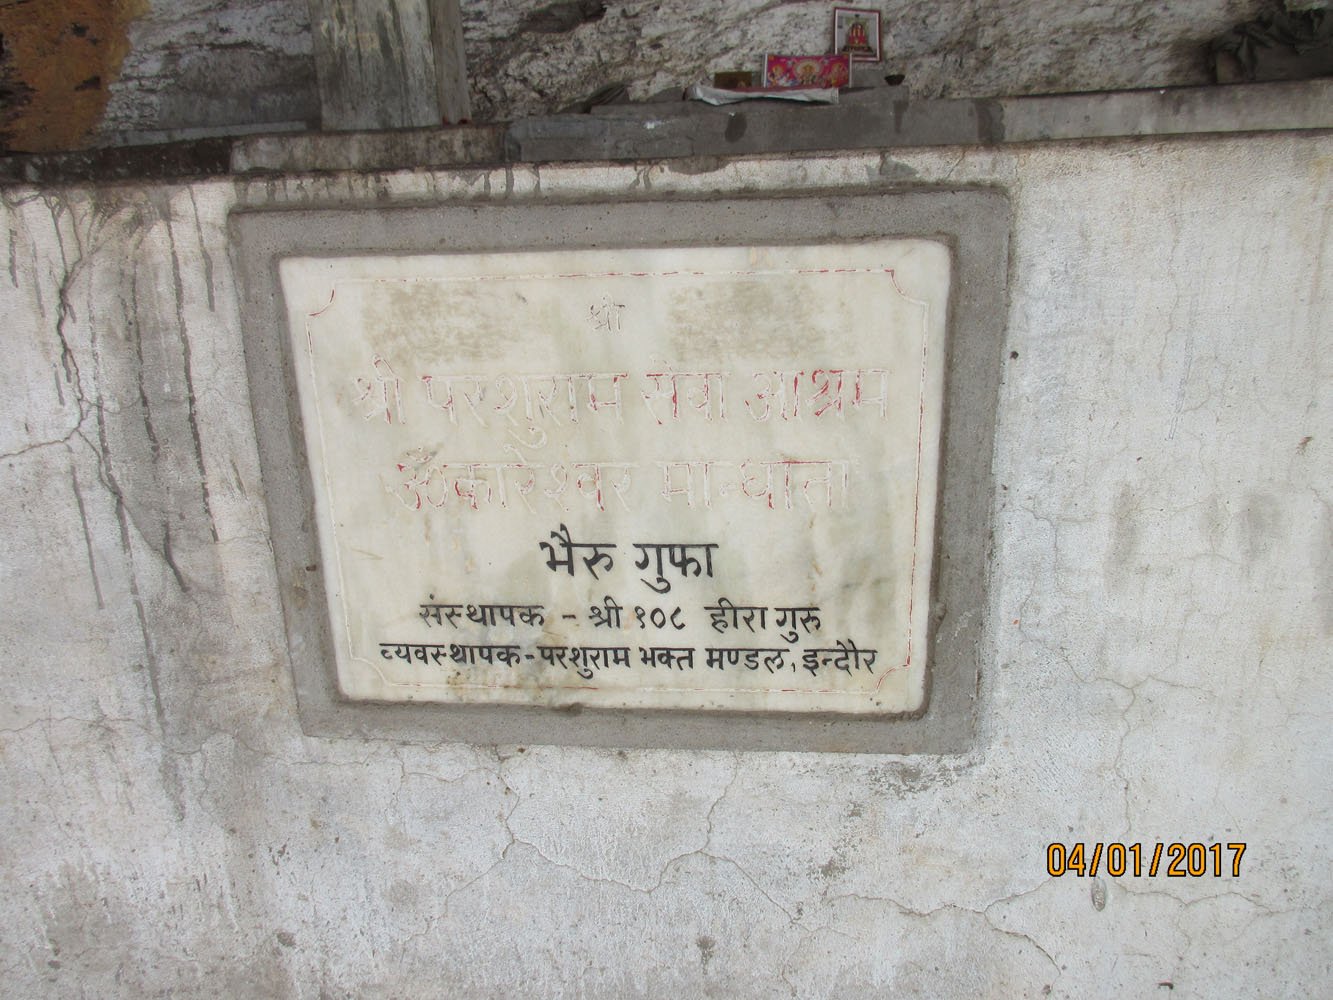 श्री
श्री परशुराम सेवा आश्रम
ॐकारेश्वर मान्धाता
भैरु गुफा
संस्थापक - श्री १०८ हीरा गुरु
व्यवस्थापक-परशुराम भक्त मण्डल, इन्दौर
04/01/2017